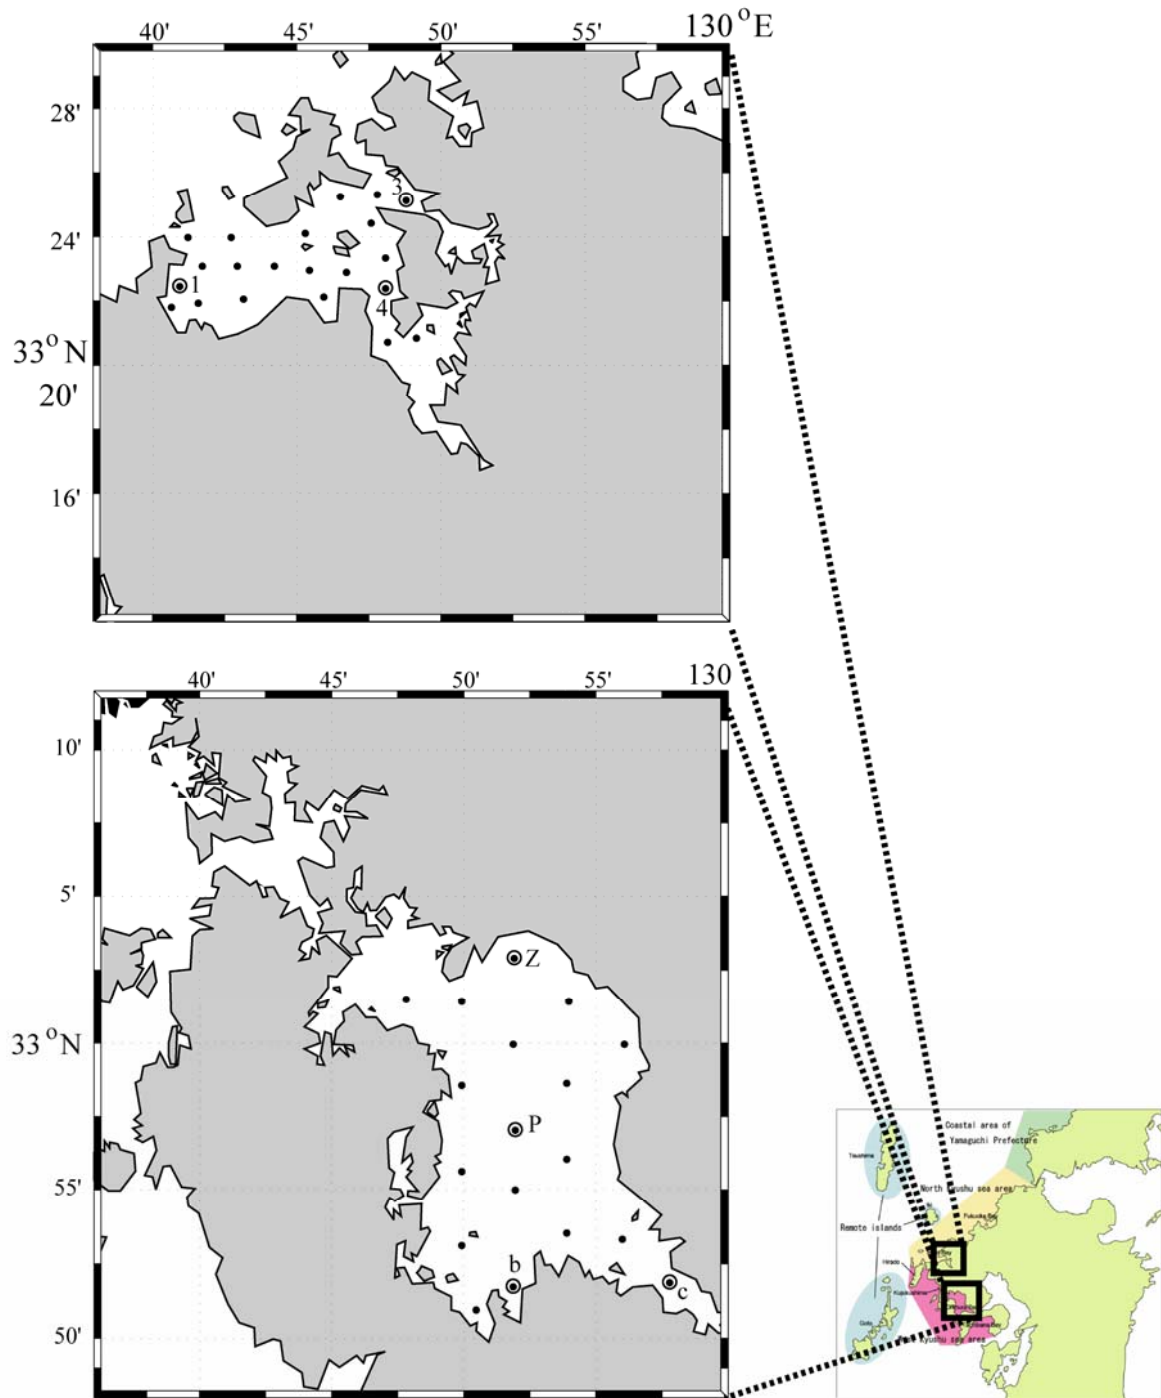 40' 45' 50' 55' 130°E
28'
3
24'
1
4
33°N
20'
16'
40' 45' 50' 55' 130
10'
5'
Z
33°N
P
55'
b
c
50'
Coastal area of
Yamaguchi Prefecture
Tsushima
North Kyushu sea area
Fukuoka Bay
Remote islands
Hirado
Kujukushima
Goto
West Kyushu sea area